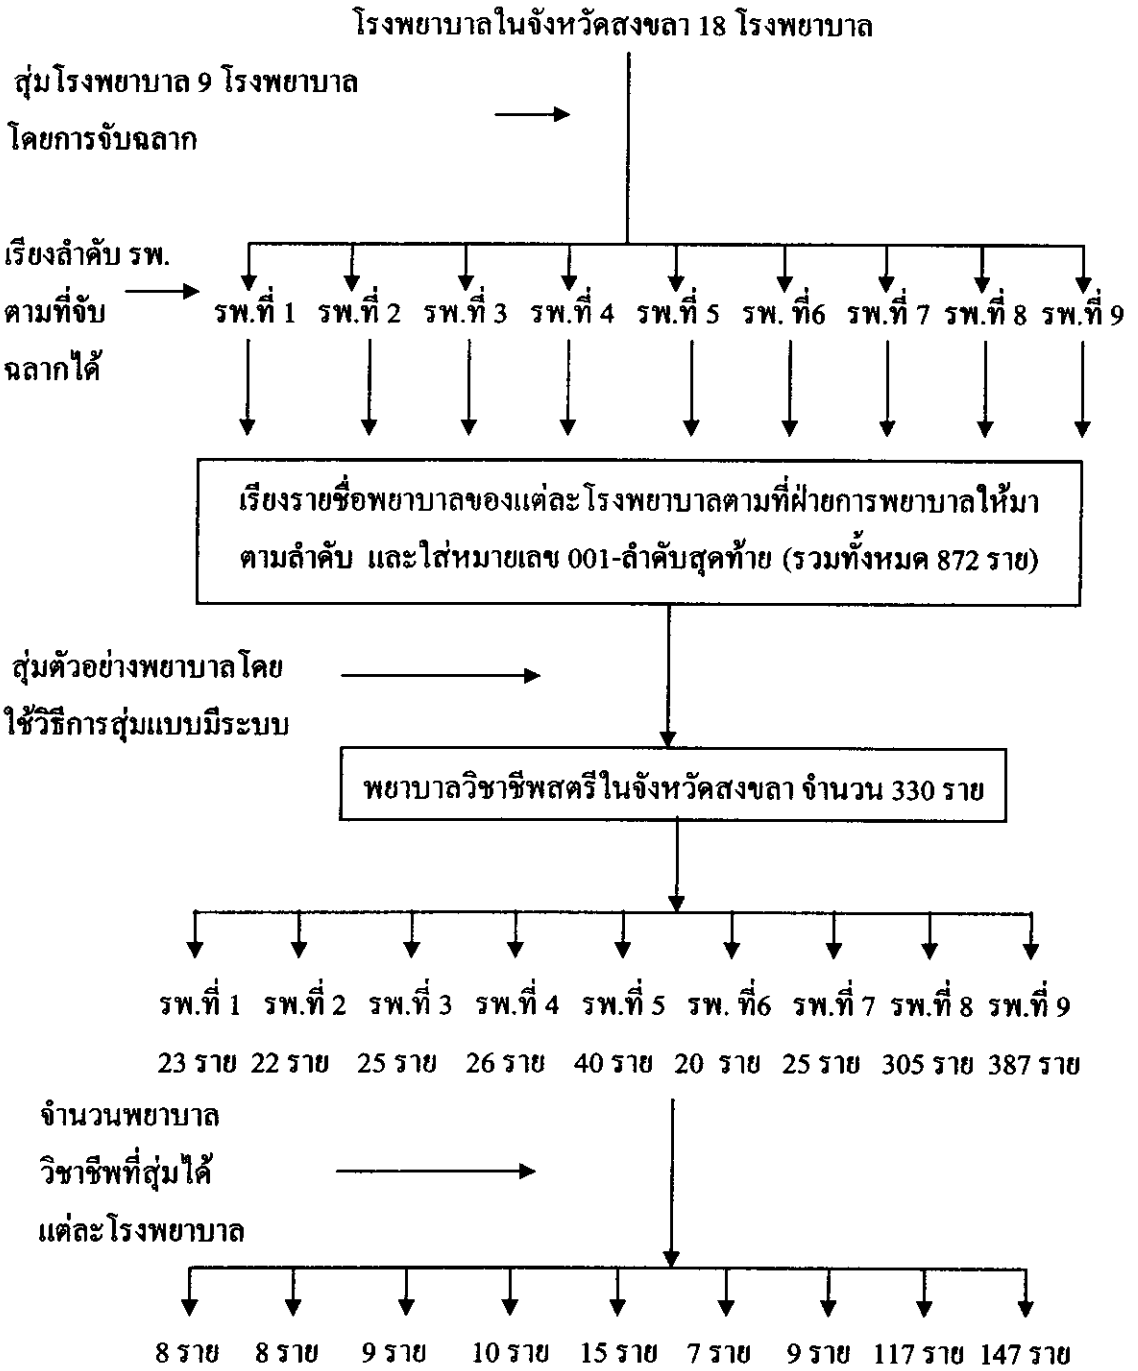 โรงพยาบาลในจังหวัดสงขลา 18 โรงพยาบาล
สุ่มโรงพยาบาล 9 โรงพยาบาล
โดยการจับฉลาก
เรียงลำดับ รพ.
ตามที่จับ
ฉลากได้
รพ.ที่ 1 รพ.ที่ 2 รพ.ที่ 3 รพ.ที่ 4 รพ.ที่ 5 รพ. ที่6 รพ.ที่ 7 รพ.ที่ 8 รพ.ที่ 9
เรียงรายชื่อพยาบาลของแต่ละโรงพยาบาลตามที่ฝ่ายการพยาบาลให้มา
ตามลำดับ และใส่หมายเลข 001-ลำดับสุดท้าย (รวมทั้งหมด 872 ราย)
สุ่มตัวอย่างพยาบาลโดย
ใช้วิธีการสุ่มแบบมีระบบ
พยาบาลวิชาชีพสตรีในจังหวัดสงขลา จำนวน 330 ราย
รพ.ที่ 1 รพ.ที่ 2 รพ.ที่ 3 รพ.ที่ 4 รพ.ที่ 5 รพ. ที่6 รพ.ที่ 7 รพ.ที่ 8 รพ.ที่ 9
23 ราย 22 ราย 25 ราย 26 ราย 40 ราย 20 ราย 25 ราย 305 ราย 387 ราย
จำนวนพยาบาล
วิชาชีพที่สุ่มได้
แต่ละโรงพยาบาล
8 ราย 8 ราย 9 ราย 10 ราย 15 ราย 7 ราย 9 ราย 117 ราย 147 ราย